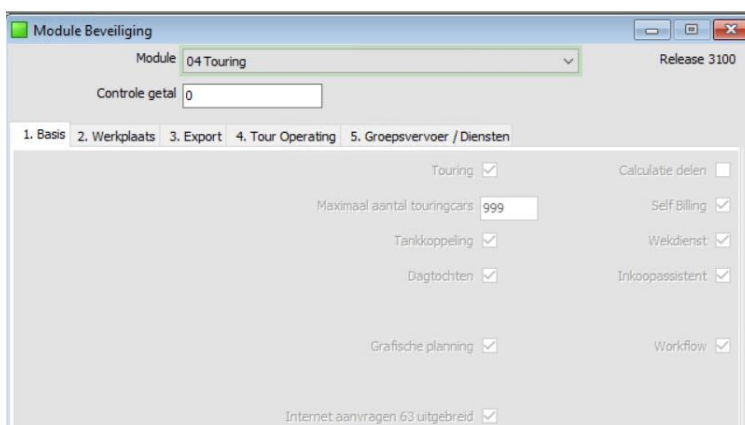 Module Beveiliging
Module 04 Touring Release 3100
Controle getal 0
1. Basis 2. Werkplaats 3. Export 4. Tour Operating 5. Groepsvervoer / Diensten
Touring Calculatie delen
Maximaal aantal touringcars 999 Self Billing
Tankkoppeling Wekdienst
Dagtochten Inkoopassistent
Grafische planning Workflow
Internet aanvragen 63 uitgebreid